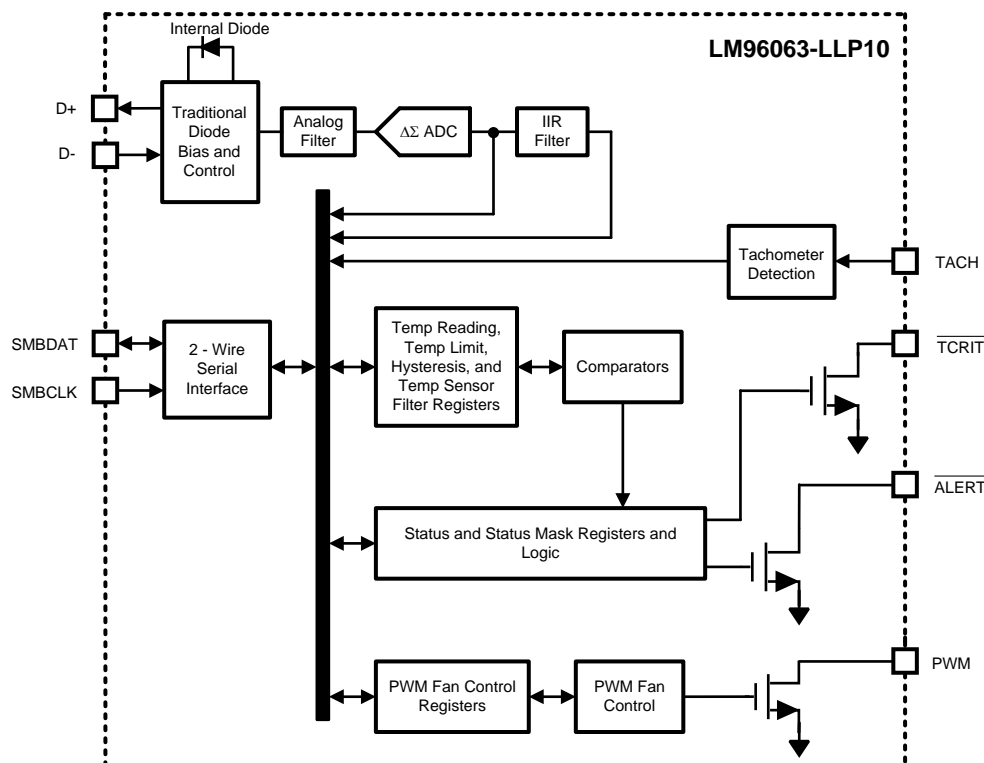 Internal Diode
LM96063-LLP10
D+
D-
Traditional
Diode
Bias and
Control
Analog
Filter
ΔΣ ADC
IIR
Filter
Tachometer
Detection
TACH
SMBDAT
SMBCLK
2 - Wire
Serial
Interface
Temp Reading,
Temp Limit,
Hysteresis, and
Temp Sensor
Filter Registers
Comparators
TCRIT
ALERT
Status and Status Mask Registers and
Logic
PWM Fan Control
Registers
PWM Fan
Control
PWM